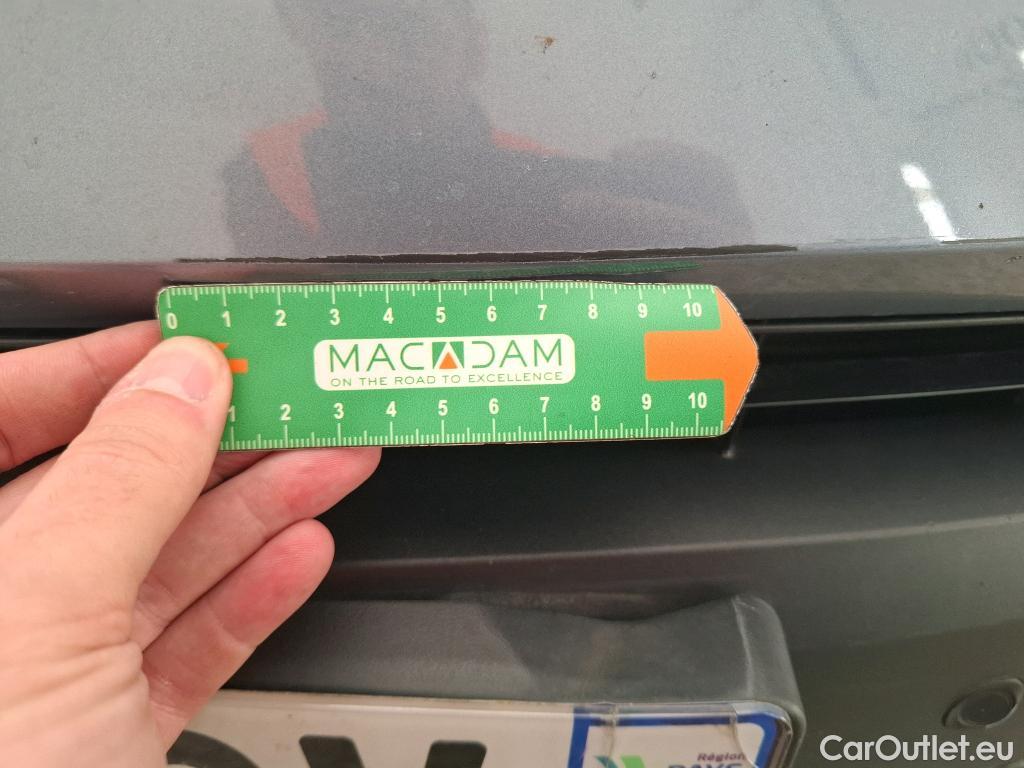 0 1 2 3 4 5 6 7 8 9 10
MACADAM
ON THE ROAD TO EXCELLENCE
1 2 3 4 5 6 7 8 9 10
Région
CarOutlet.eu